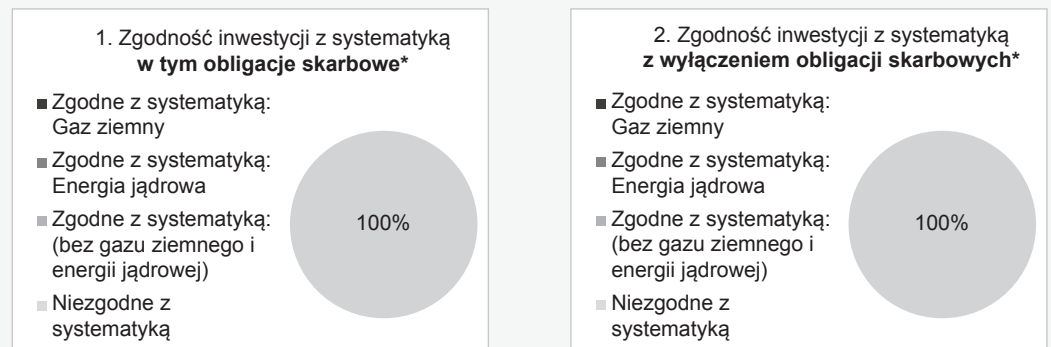 1. Zgodność inwestycji z systematyką
w tym obligacje skarbowe*
Zgodne z systematyką:
Gaz ziemny
Zgodne z systematyką:
Energia jądrowa
Zgodne z systematyką:
(bez gazu ziemnego i
energii jądrowej)
Niezgodne z
systematyką
100%
2. Zgodność inwestycji z systematyką
z wyłączeniem obligacji skarbowych*
Zgodne z systematyką:
Gaz ziemny
Zgodne z systematyką:
Energia jądrowa
Zgodne z systematyką:
(bez gazu ziemnego i
energii jądrowej)
Niezgodne z
systematyką
100%